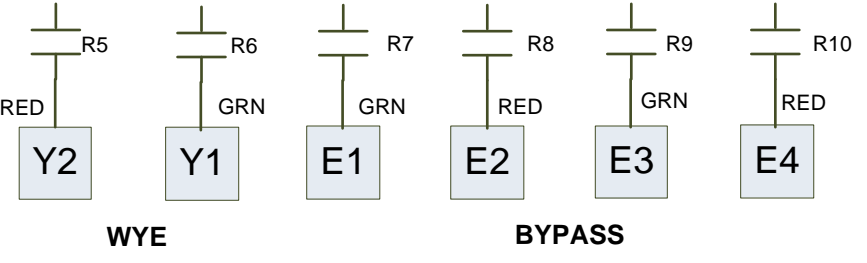 R5 R6 R7 R8 R9 R10
RED GRN GRN RED GRN RED
Y2 Y1 E1 E2 E3 E4
WYE BYPASS